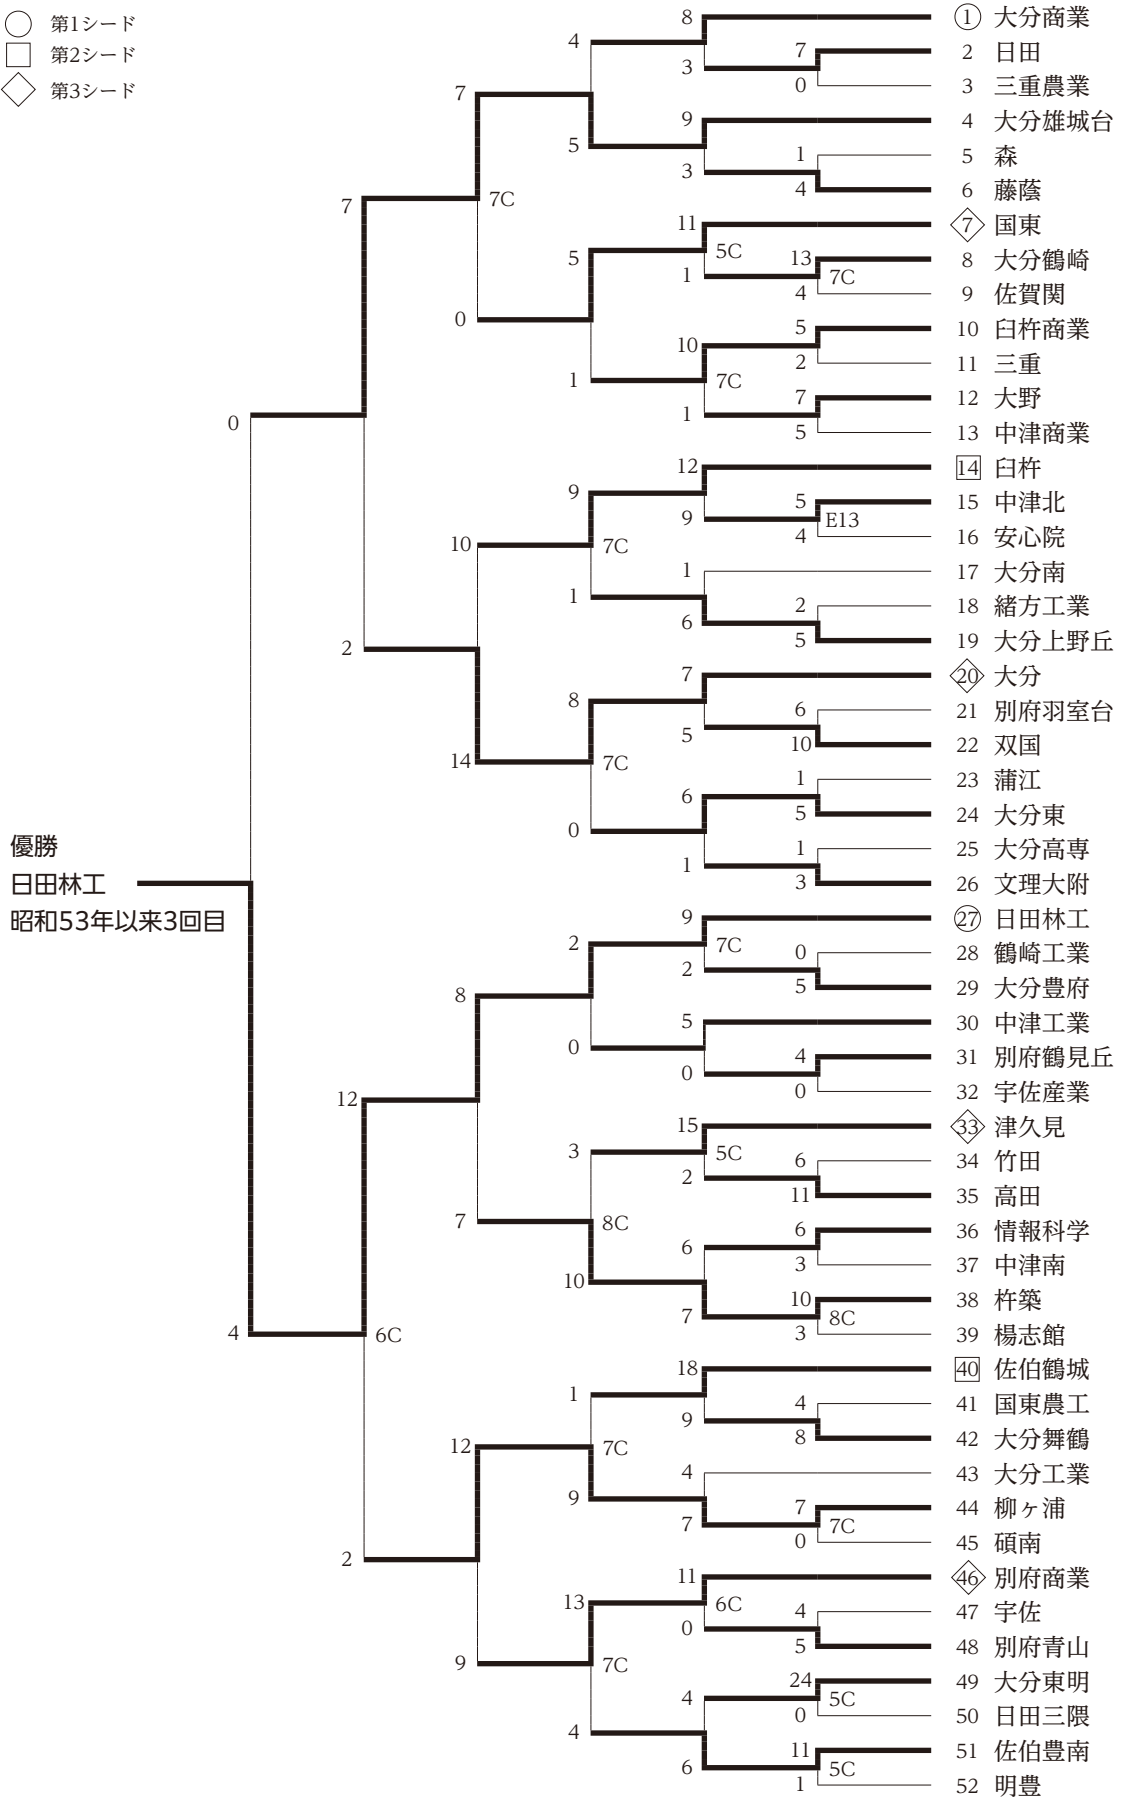 第1シード
第2シード
第3シード
8 ① 大分商業
4
7 2 日田
3
0 3 三重農業
7
9 4 大分雄城台
5
1 5 森
3
4 6 藤蔭
7 7C
11 7 国東
5 5C
13 8 大分鶴崎
1 7C
4 9 佐賀関
0
5 10 臼杵商業
10
2 11 三重
1 7C
7 12 大野
1
5 13 中津商業
0
12 14 臼杵
9
5 15 中津北
9 E13
4 16 安心院
10 7C
1 17 大分南
1
2 18 緒方工業
6
5 19 大分上野丘
2
7 20 大分
8
6 21 別府羽室台
5
10 22 双国
14 7C
1 23 蒲江
6
5 24 大分東
0
1 25 大分高専
1
3 26 文理大附
優勝
日田林工
昭和53年以来3回目
9 27 日田林工
2 7C
0 28 鶴崎工業
2
5 29 大分豊府
8
5 30 中津工業
0
4 31 別府鶴見丘
0
0 32 宇佐産業
12
15 33 津久見
3 5C
6 34 竹田
2
11 35 高田
7 8C
6 36 情報科学
6
3 37 中津南
10
10 38 杵築
7 8C
3 39 楊志館
4 6C
18 40 佐伯鶴城
1
4 41 国東農工
9
8 42 大分舞鶴
12 7C
4 43 大分工業
9
7 44 柳ヶ浦
7 7C
0 45 碩南
2
11 46 別府商業
13 6C
4 47 宇佐
0
5 48 別府青山
9 7C
24 49 大分東明
4 5C
0 50 日田三隈
4
11 51 佐伯豊南
6 5C
1 52 明豊